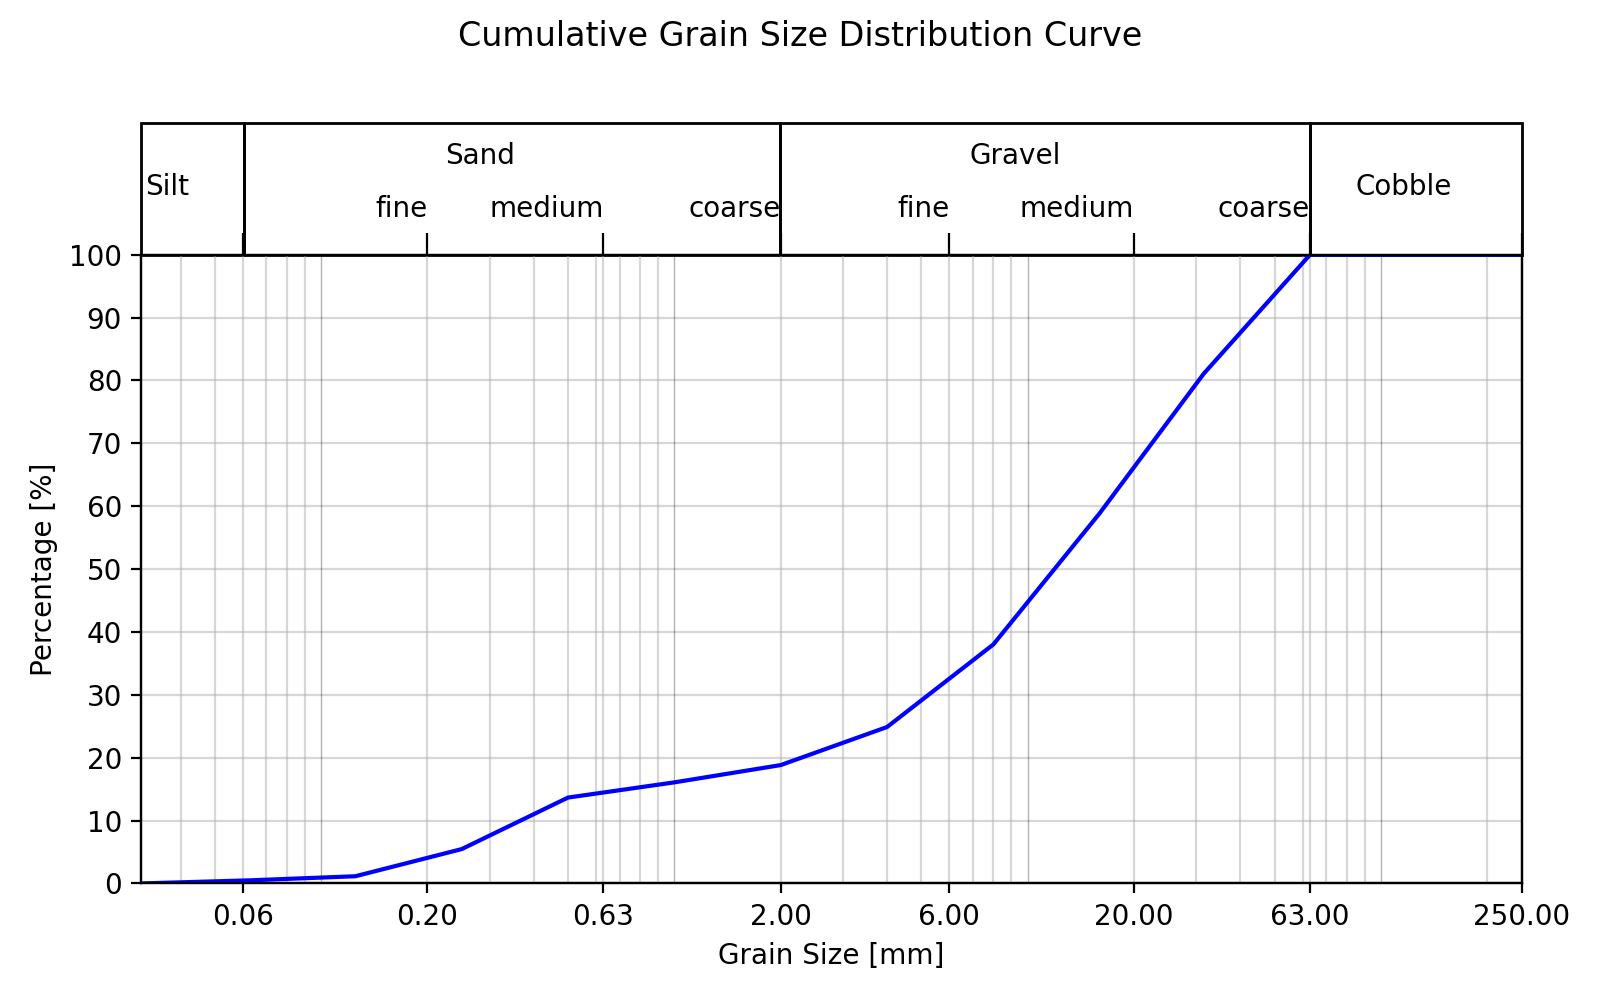 Cumulative Grain Size Distribution Curve
Sand
Gravel
Silt
Cobble
fine medium coarse fine medium coarse
100
90
80
70
60
50
40
30
20
10
0
Percentage [%]
0.06 0.20 0.63 2.00 6.00 20.00 63.00 250.00
Grain Size [mm]